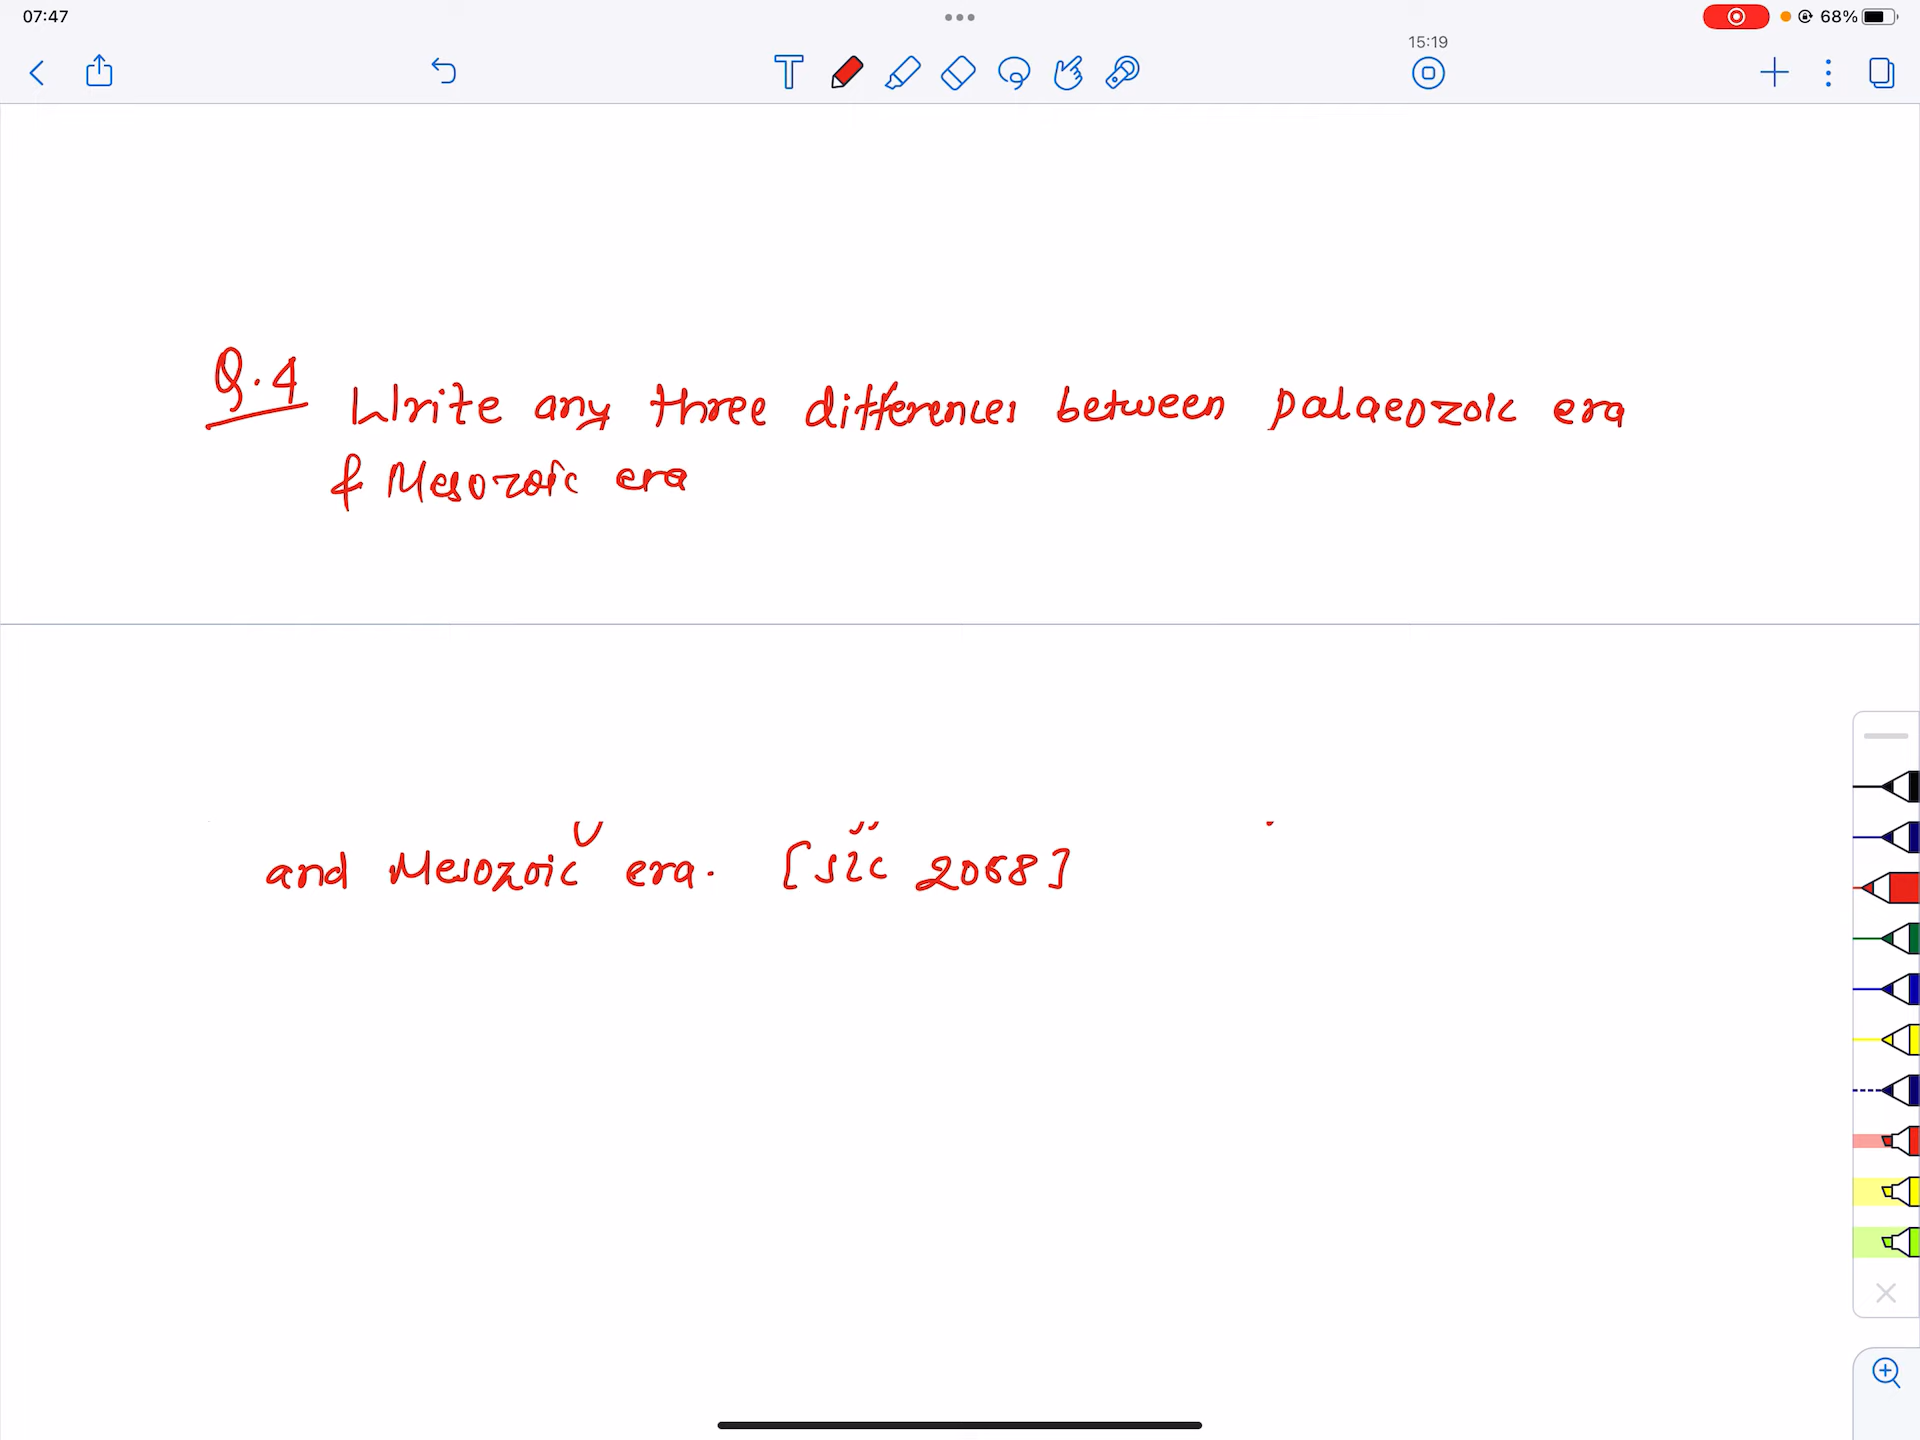 07:47
68%
15:19
Q.4 Write any three differences between palaeozoic era
& Mesozoic era
and Mesozoic era. [SLC 2068]